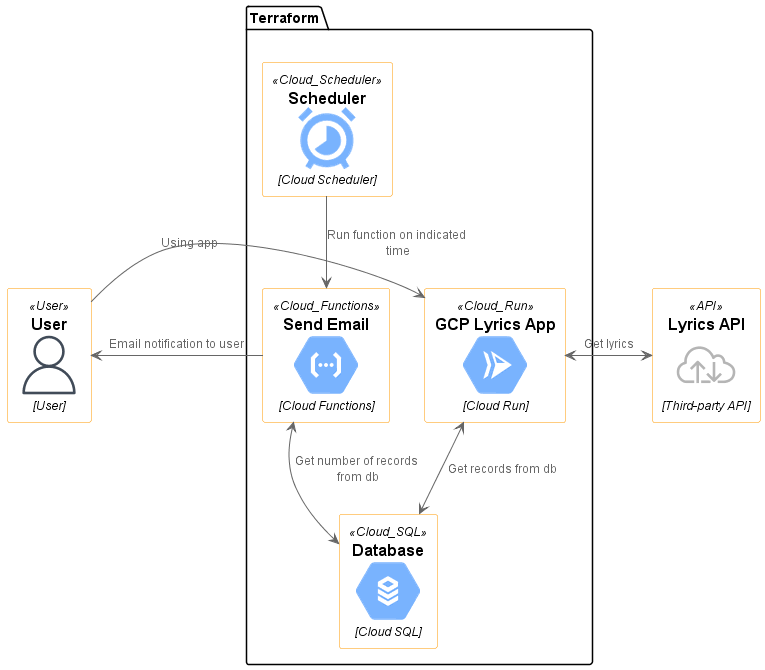 Terraform
«Cloud_Scheduler»
Scheduler
[Cloud Scheduler]
Run function on indicated
time
Using app
«User»
User
[User]
Email notification to user
«Cloud_Functions»
Send Email
[Cloud Functions]
«Cloud_Run»
GCP Lyrics App
[Cloud Run]
Get lyrics
«API»
Lyrics API
[Third-party API]
Get number of records
from db
Get records from db
«Cloud_SQL»
Database
[Cloud SQL]